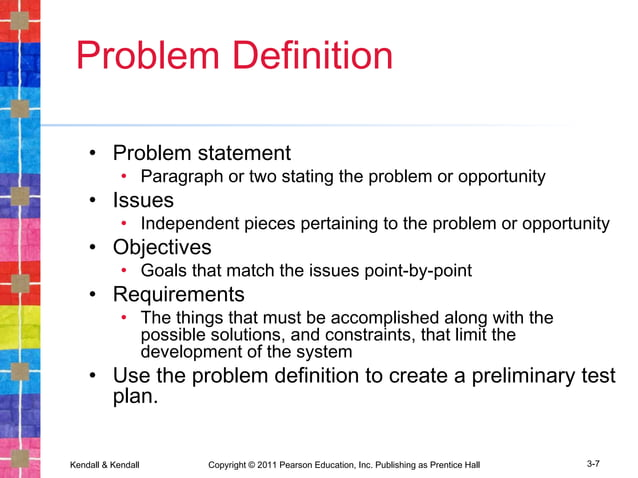 Problem Definition
• Problem statement
• Paragraph or two stating the problem or opportunity
• Issues
• Independent pieces pertaining to the problem or opportunity
• Objectives
• Goals that match the issues point-by-point
• Requirements
• The things that must be accomplished along with the
possible solutions, and constraints, that limit the
development of the system
• Use the problem definition to create a preliminary test
plan.
Kendall & Kendall
Copyright © 2011 Pearson Education, Inc. Publishing as Prentice Hall
3-7